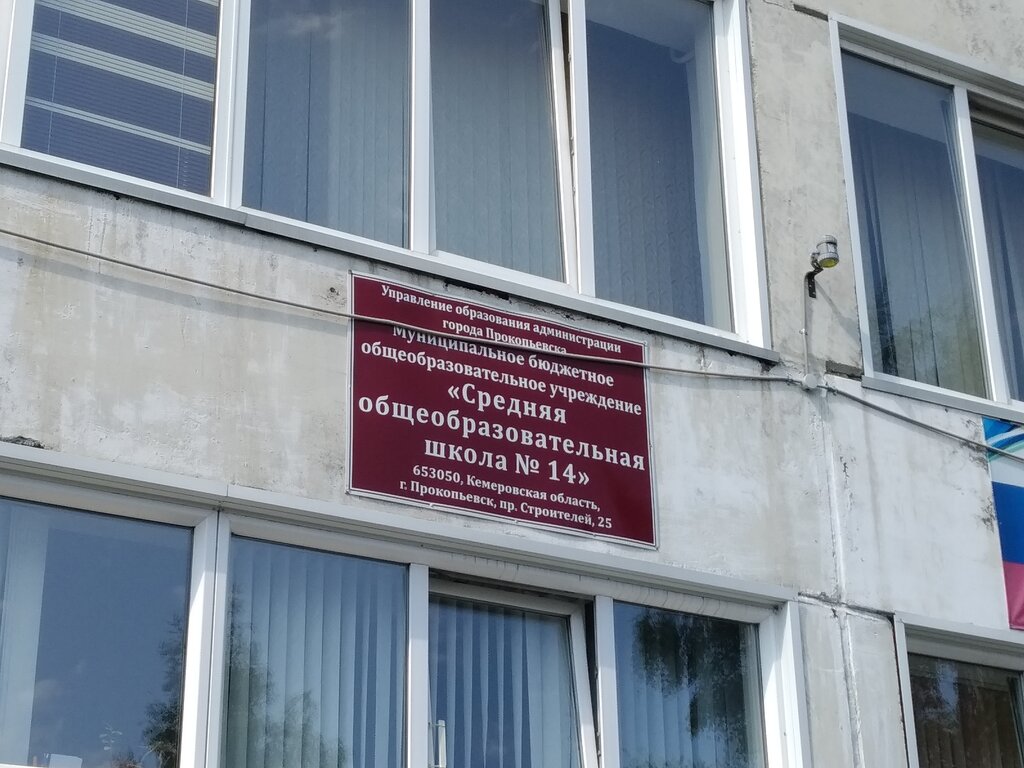 Управление образования администрации
города Прокопьевска
Муниципальное бюджетное
общеобразовательное учреждение
«Средняя
общеобразовательная
школа № 14»
653050, Кемеровская область,
г. Прокопьевск, пр. Строителей, 25